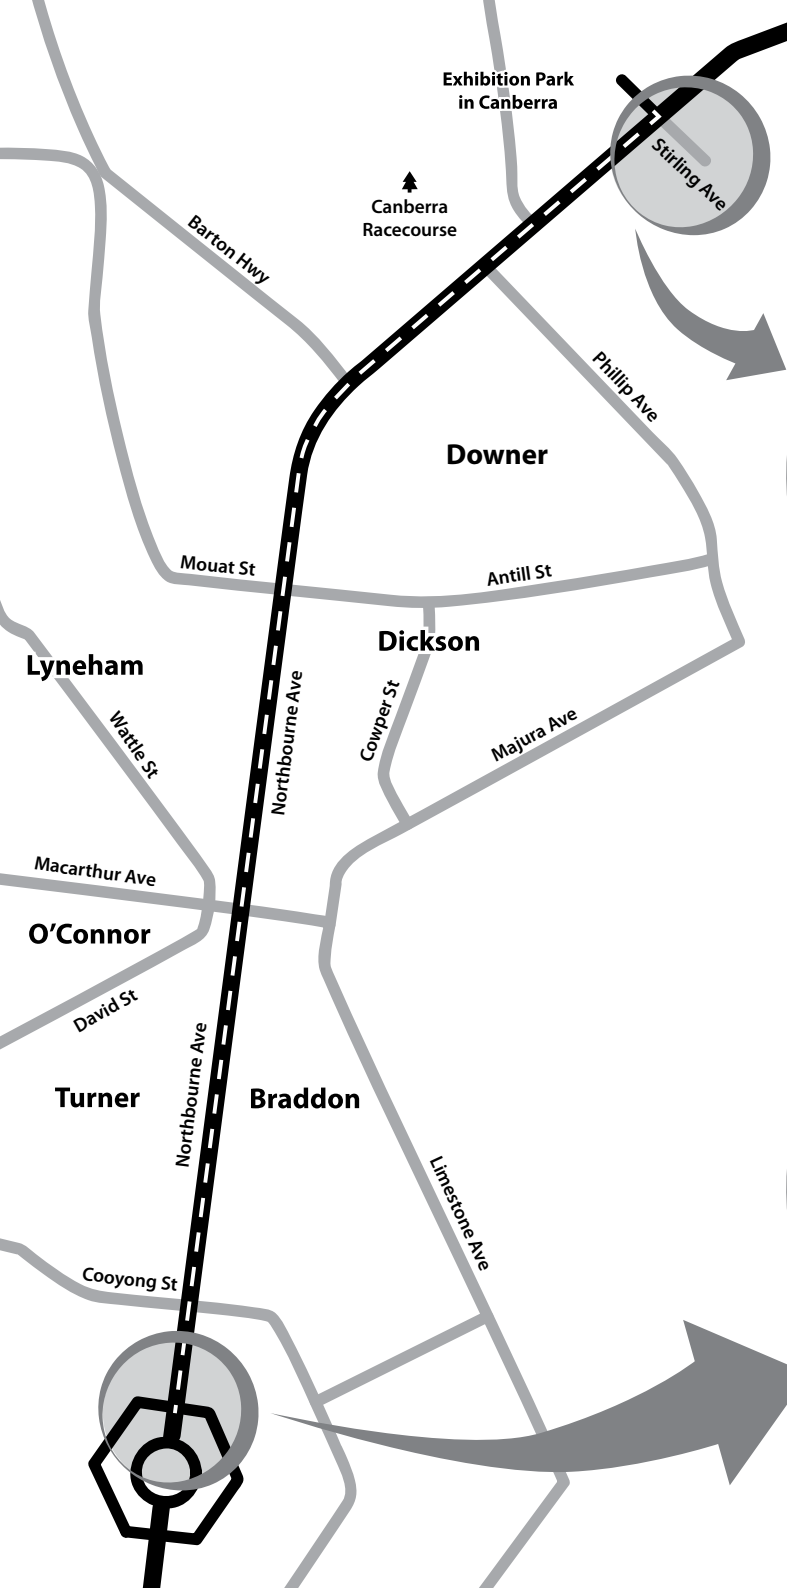 Exhibition Park
in Canberra
Stirling Ave
Canberra
Racecourse
Barton Hwy
Phillip Ave
Downer
Mouat St
Antill St
Dickson
Lyneham
Northbourne Ave
Cowper St
Wattle St
Majura Ave
Macarthur Ave
O’Connor
David St
Northbourne Ave
Turner
Braddon
Limestone Ave
Cooyong St